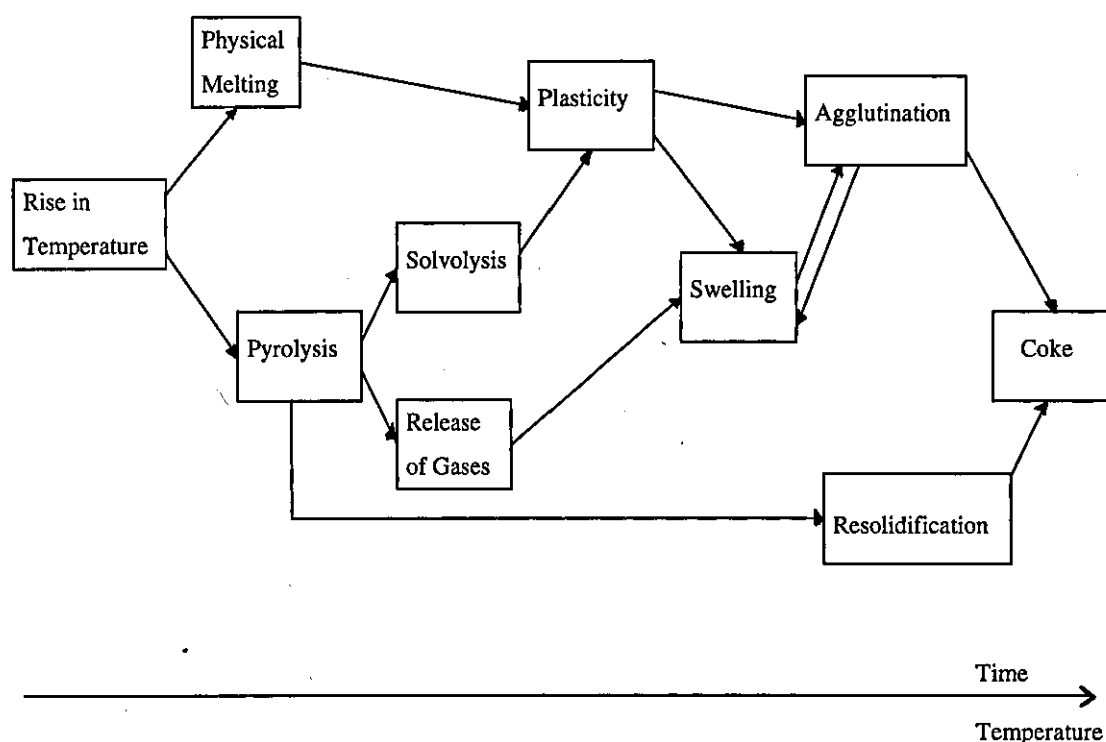 Physical
Melting
Plasticity
Agglutination
Rise in
Temperature
Solvolysis
Swelling
Pyrolysis
Coke
Release
of Gases
Resolidification
Time
Temperature